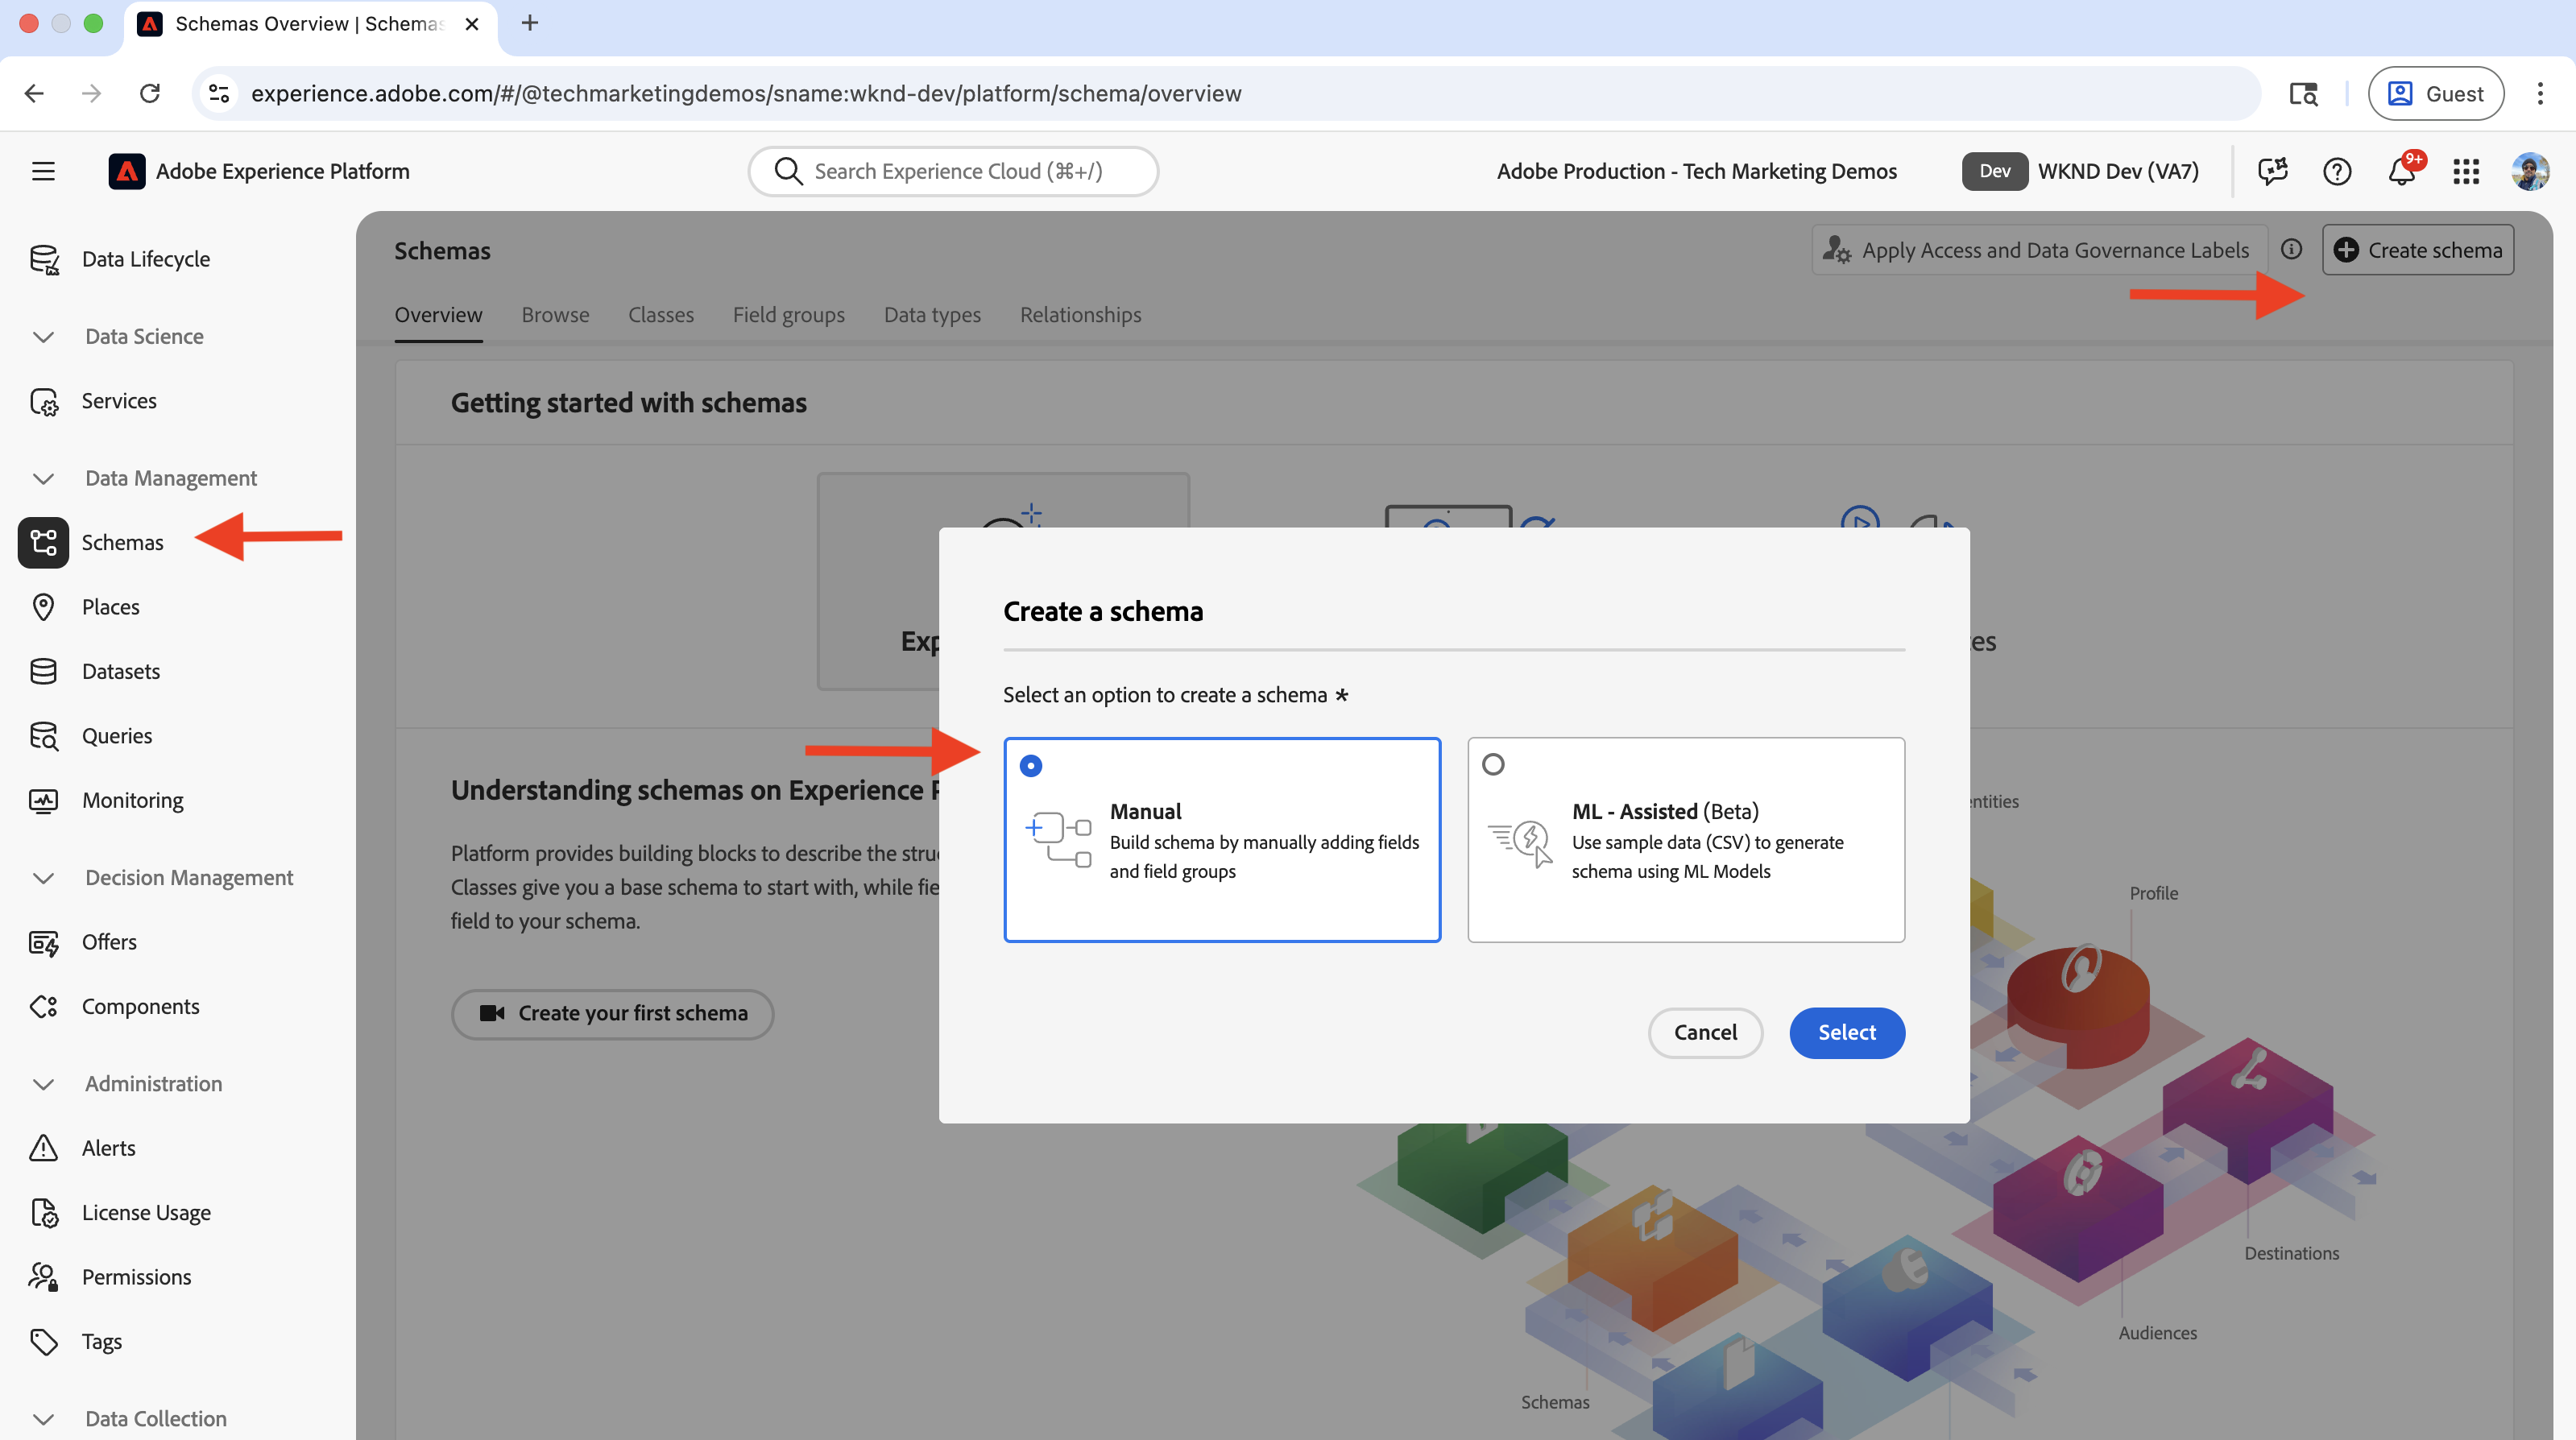 Schemas Overview | Schemas
experience.adobe.com/#/@techmarketingdemos/sname:wknd-dev/platform/schema/overview
Guest
Adobe Experience Platform
Search Experience Cloud (⌘+/)
Adobe Production - Tech Marketing Demos
Dev
WKND Dev (VA7)
9+
Data Lifecycle
Data Science
Services
Data Management
Schemas
Places
Datasets
Queries
Monitoring
Decision Management
Offers
Components
Administration
Alerts
License Usage
Permissions
Tags
Data Collection
Schemas
Apply Access and Data Governance Labels
Create schema
Overview
Browse
Classes
Field groups
Data types
Relationships
Getting started with schemas
Understanding schemas on Experience
Platform provides building blocks to describe the
Classes give you a base schema to start with, while
field to your schema.
Create your first schema
Create a schema
Select an option to create a schema *
Manual
Build schema by manually adding fields
and field groups
ML - Assisted (Beta)
Use sample data (CSV) to generate
schema using ML Models
Cancel
Select
Profile
Destinations
Audiences
Schemas